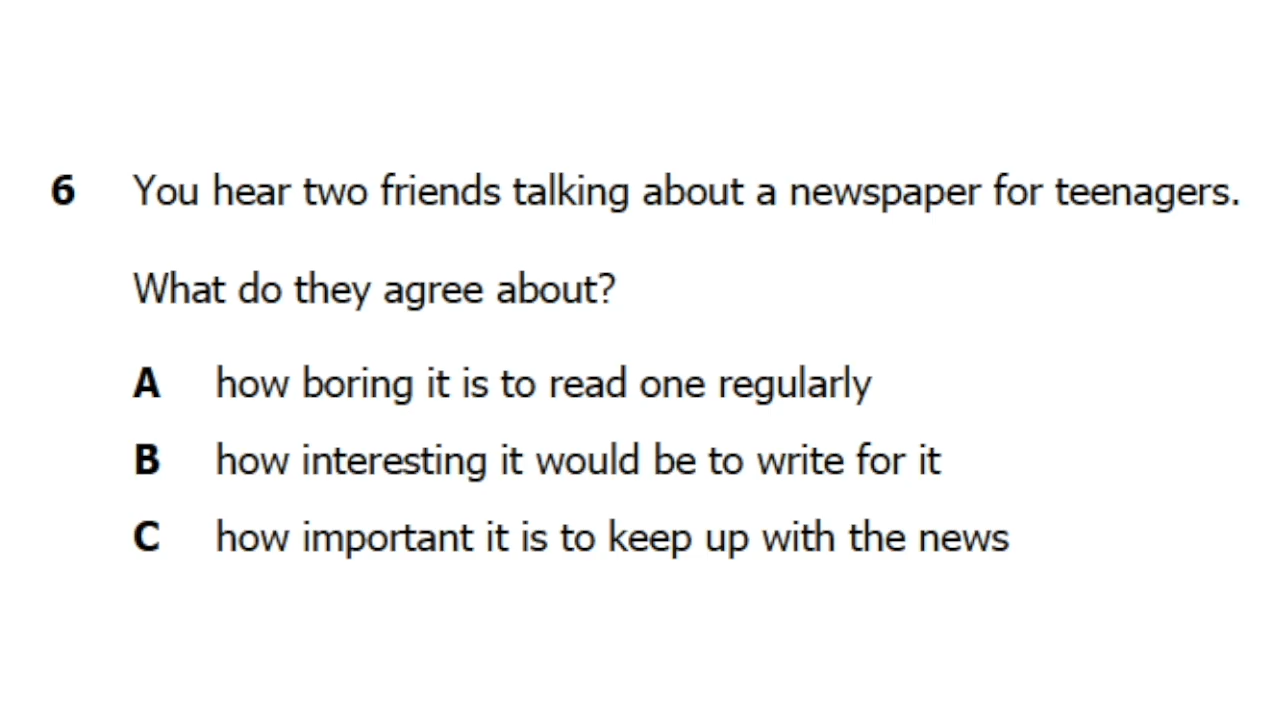 6 You hear two friends talking about a newspaper for teenagers.
What do they agree about?
A how boring it is to read one regularly
B how interesting it would be to write for it
C how important it is to keep up with the news